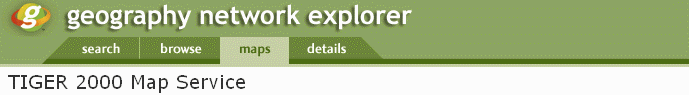 g geography network explorer
search browse maps details
TIGER 2000 Map Service